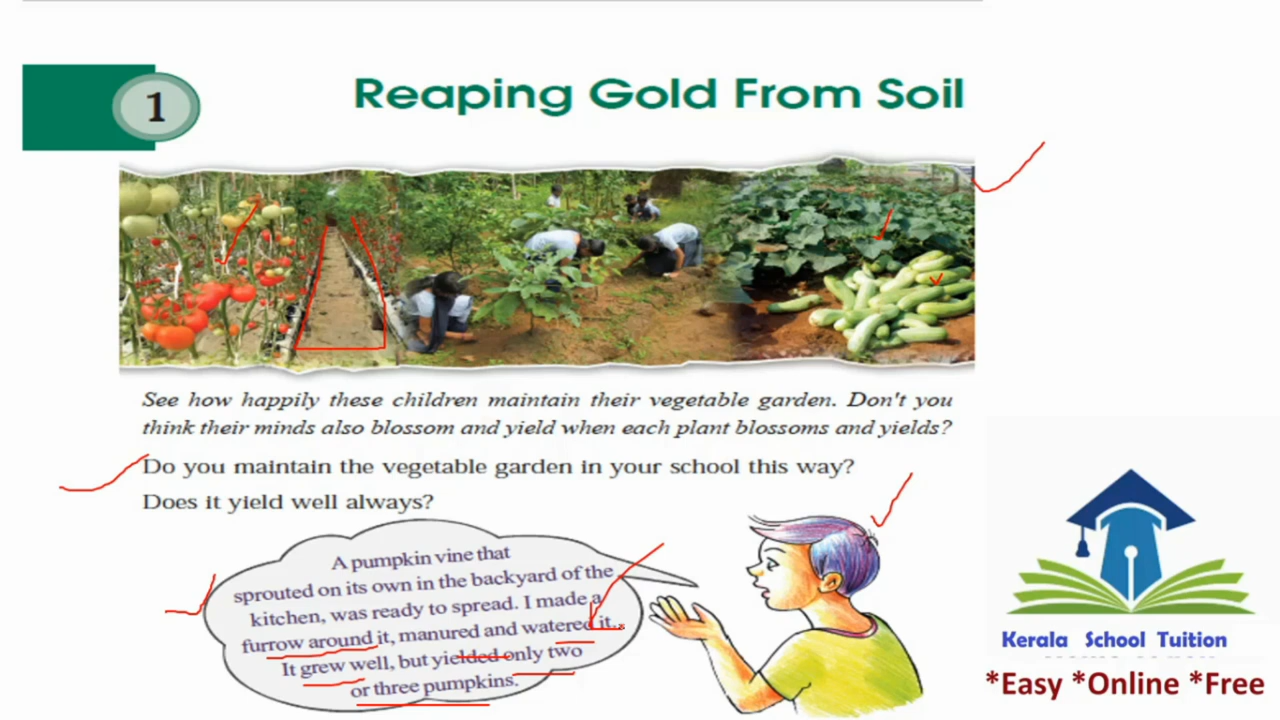 1
Reaping Gold From Soil
See how happily these children maintain their vegetable garden. Don't you
think their minds also blossom and yield when each plant blossoms and yields?
Do you maintain the vegetable garden in your school this way?
Does it yield well always?
A pumpkin vine that
sprouted on its own in the backyard of the
kitchen, was ready to spread. I made a
furrow around it, manured and watered it.
It grew well, but yielded only two
or three pumpkins.
Kerala School Tuition
*Easy *Online *Free